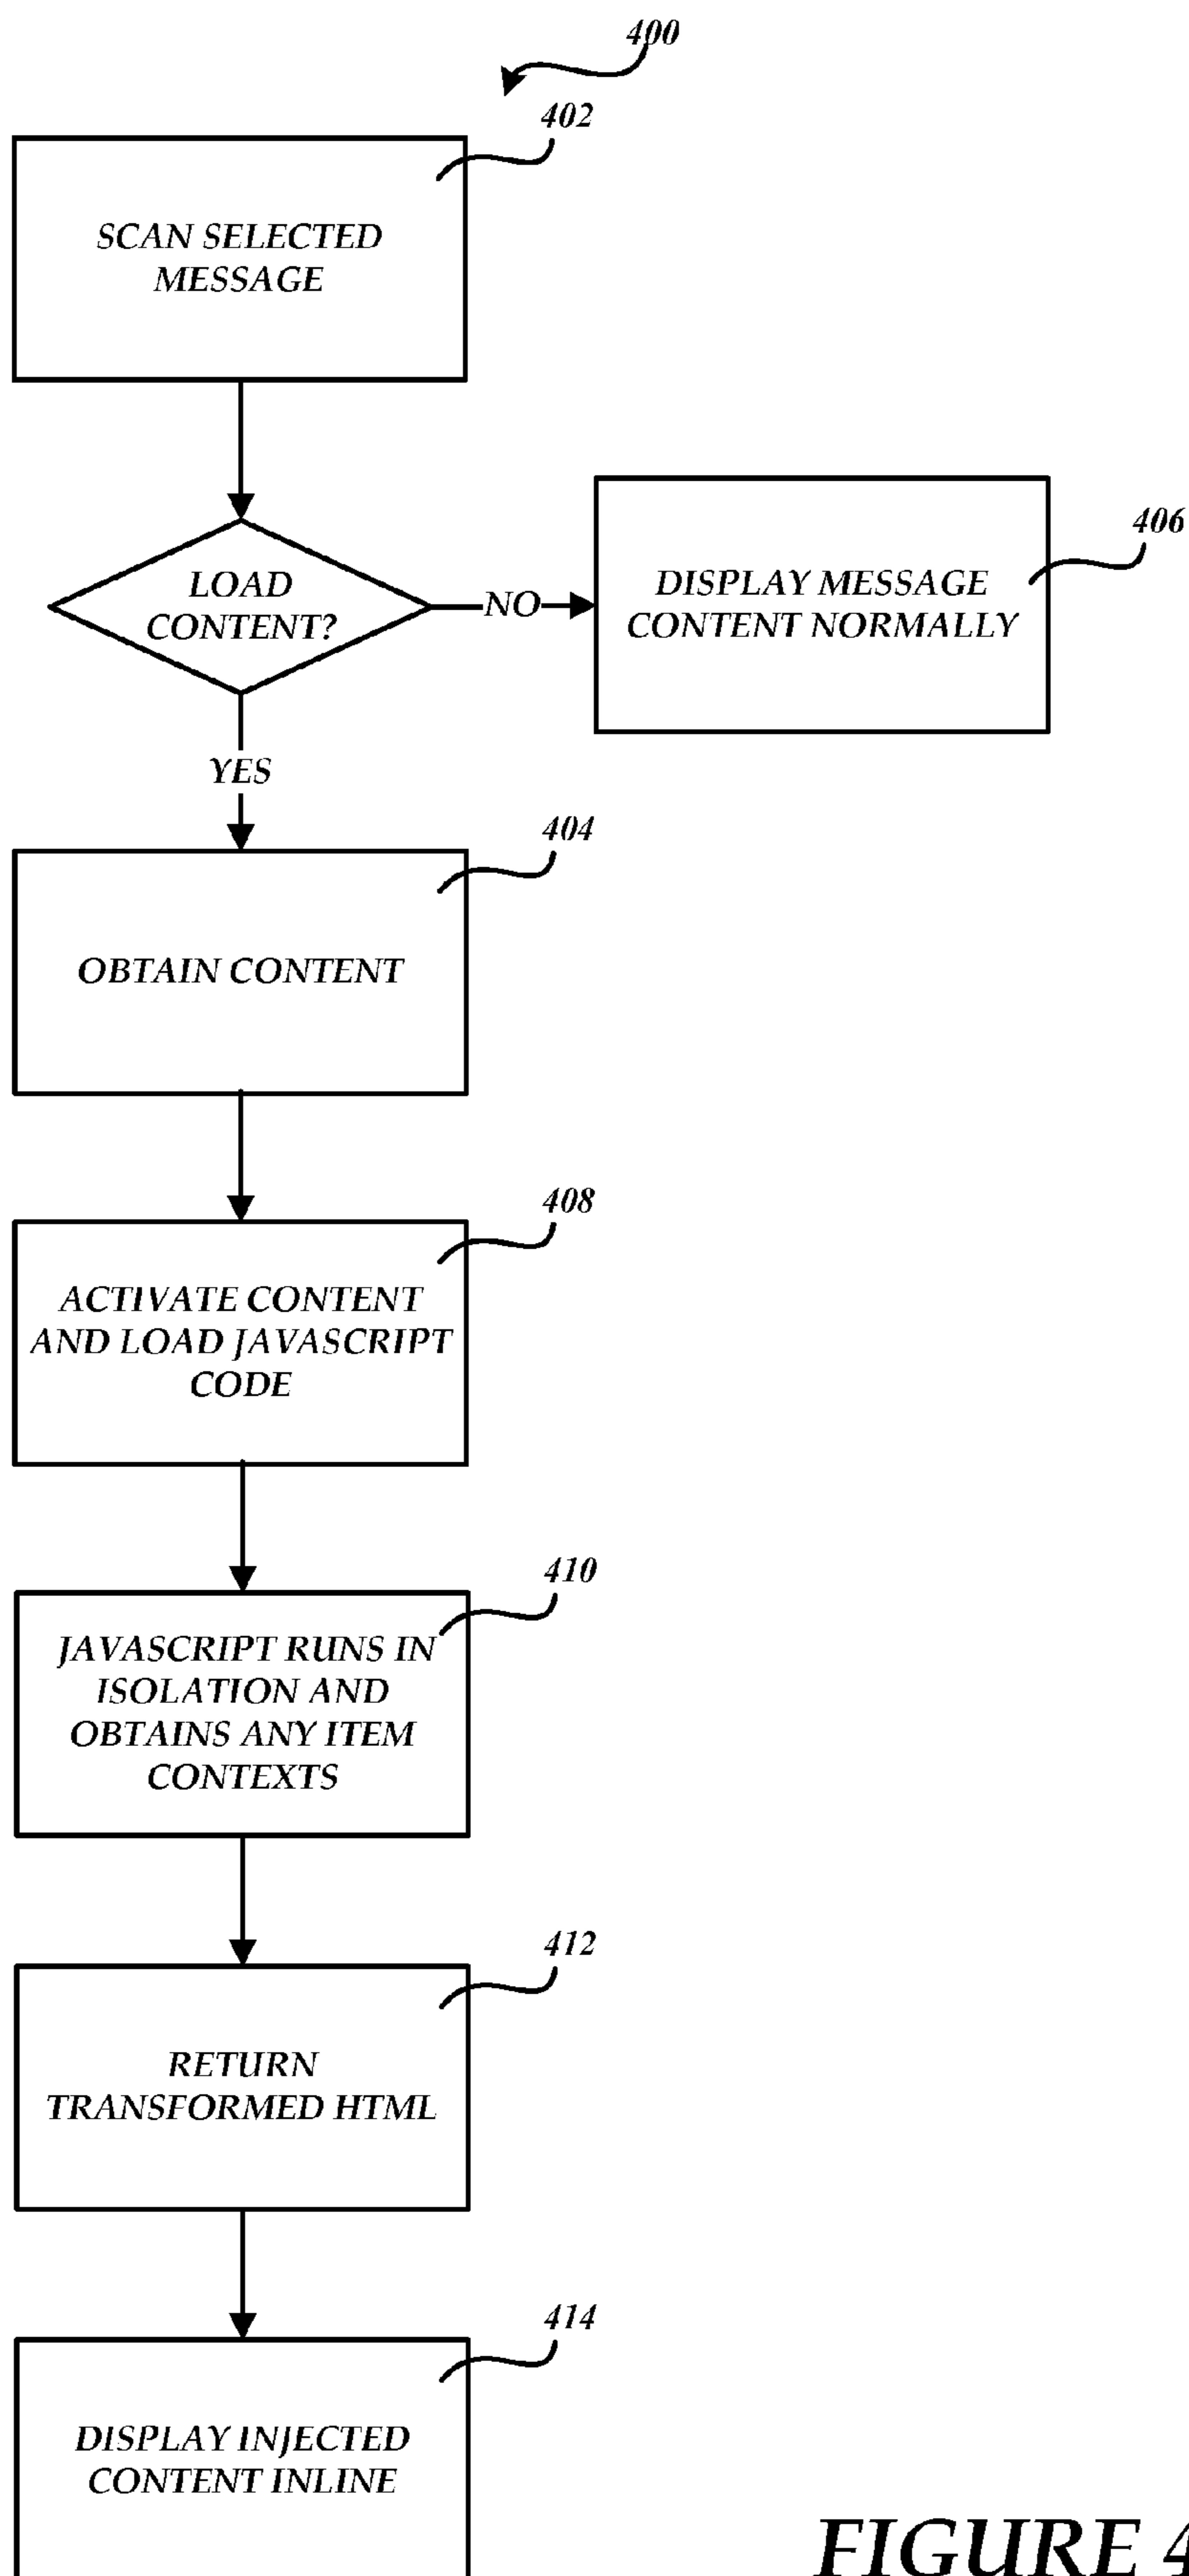 400
402
SCAN SELECTED
MESSAGE
LOAD
CONTENT?
NO
406
DISPLAY MESSAGE
CONTENT NORMALLY
YES
404
OBTAIN CONTENT
408
ACTIVATE CONTENT
AND LOAD JAVASCRIPT
CODE
410
JAVASCRIPT RUNS IN
ISOLATION AND
OBTAINS ANY ITEM
CONTEXTS
412
RETURN
TRANSFORMED HTML
414
DISPLAY INJECTED
CONTENT INLINE
FIGURE 4